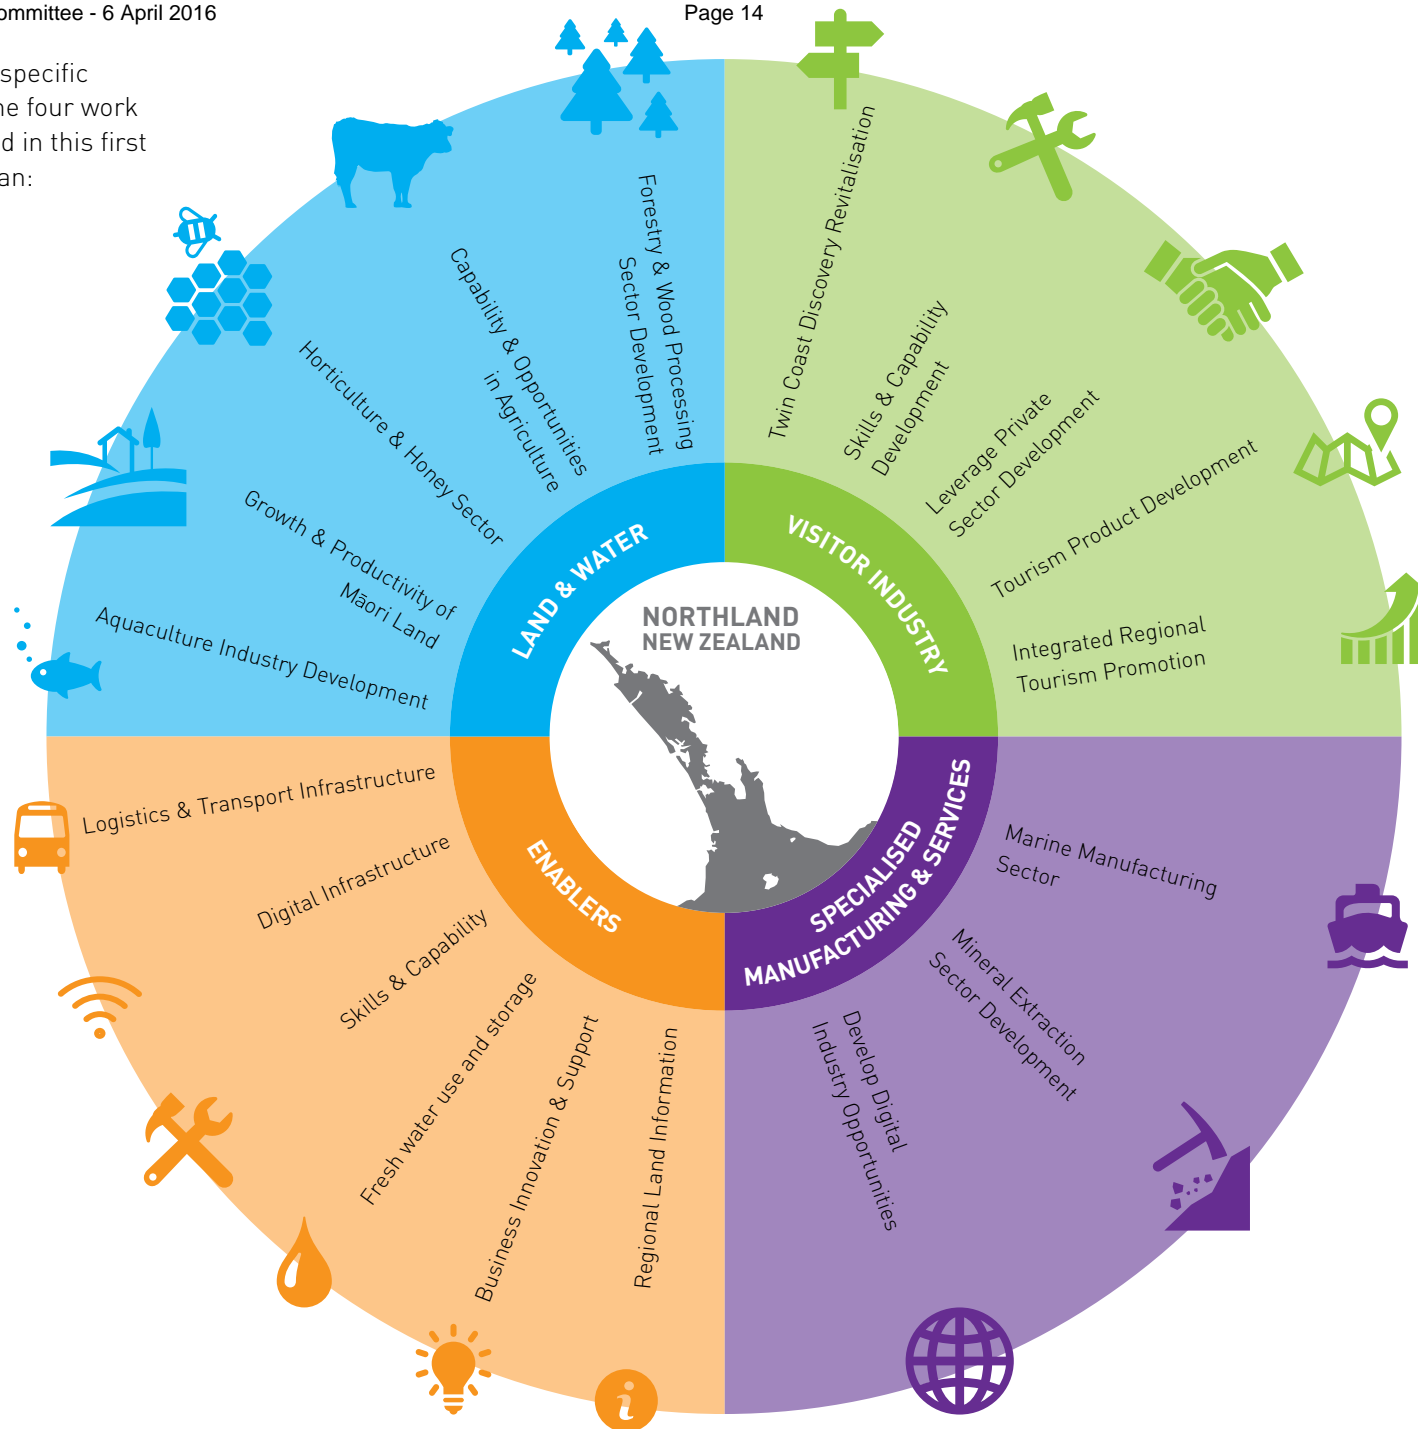 ommittee - 6 April 2016
Page 14
specific
ne four work
d in this first
an:
Forestry & Wood Processing
Sector Development
Capability & Opportunities
in Agriculture
Horticulture & Honey Sector
Growth & Productivity of
Māori Land
Aquaculture Industry Development
LAND & WATER
Twin Coast Discovery Revitalisation
Skills & Capability
Development
Leverage Private
Sector Development
Tourism Product Development
Integrated Regional
Tourism Promotion
VISITOR INDUSTRY
NORTHLAND
NEW ZEALAND
Logistics & Transport Infrastructure
Digital Infrastructure
Skills & Capability
Fresh water use and storage
Business Innovation & Support
Regional Land Information
ENABLERS
i
SPECIALISED
MANUFACTURING & SERVICES
Marine Manufacturing
Sector
Mineral Extraction
Sector Development
Develop Digital
Industry Opportunities